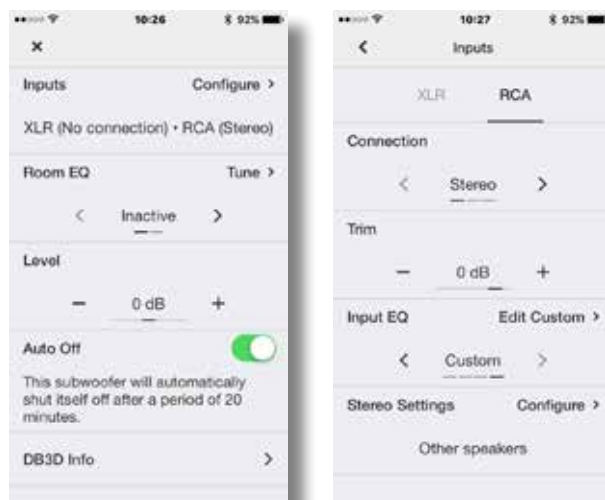 10:26
92%
×
Inputs Configure >
XLR (No connection) • RCA (Stereo)
Room EQ Tune >
< Inactive >
Level
− 0 dB +
Auto Off
This subwoofer will automatically
shut itself off after a period of 20
minutes.
DB3D Info >
10:27
92%
< Inputs
XLR RCA
Connection
< Stereo >
Trim
− 0 dB +
Input EQ Edit Custom >
< Custom >
Stereo Settings Configure >
Other speakers